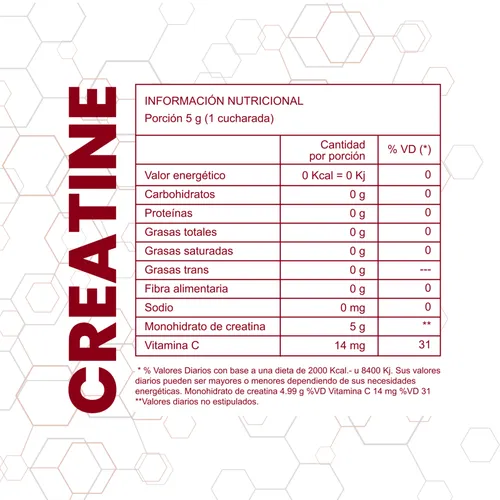 CREATINE
INFORMACIÓN NUTRICIONAL
Porción 5 g (1 cucharada)
Cantidad
por porción
% VD (*)
Valor energético 0 Kcal = 0 Kj 0
Carbohidratos 0 g 0
Proteínas 0 g 0
Grasas totales 0 g 0
Grasas saturadas 0 g 0
Grasas trans 0 g ---
Fibra alimentaria 0 g 0
Sodio 0 mg 0
Monohidrato de creatina 5 g **
Vitamina C 14 mg 31
* % Valores Diarios con base a una dieta de 2000 Kcal.- u 8400 Kj. Sus valores
diarios pueden ser mayores o menores dependiendo de sus necesidades
energéticas. Monohidrato de creatina 4.99 g %VD Vitamina C 14 mg %VD 31
**Valores diarios no estipulados.